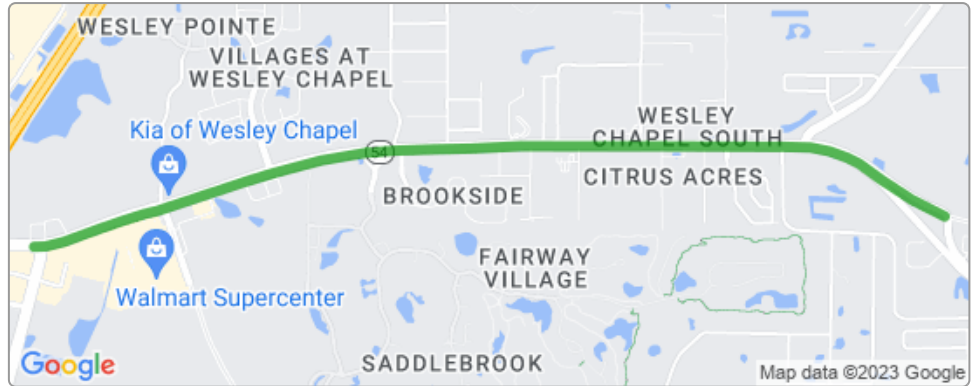 WESLEY POINTE
VILLAGES AT
WESLEY CHAPEL
Kia of Wesley Chapel
54
WESLEY
CHAPEL SOUTH
CITRUS ACRES
BROOKSIDE
FAIRWAY
VILLAGE
Walmart Supercenter
SADDLEBROOK
Google
Map data ©2023 Google